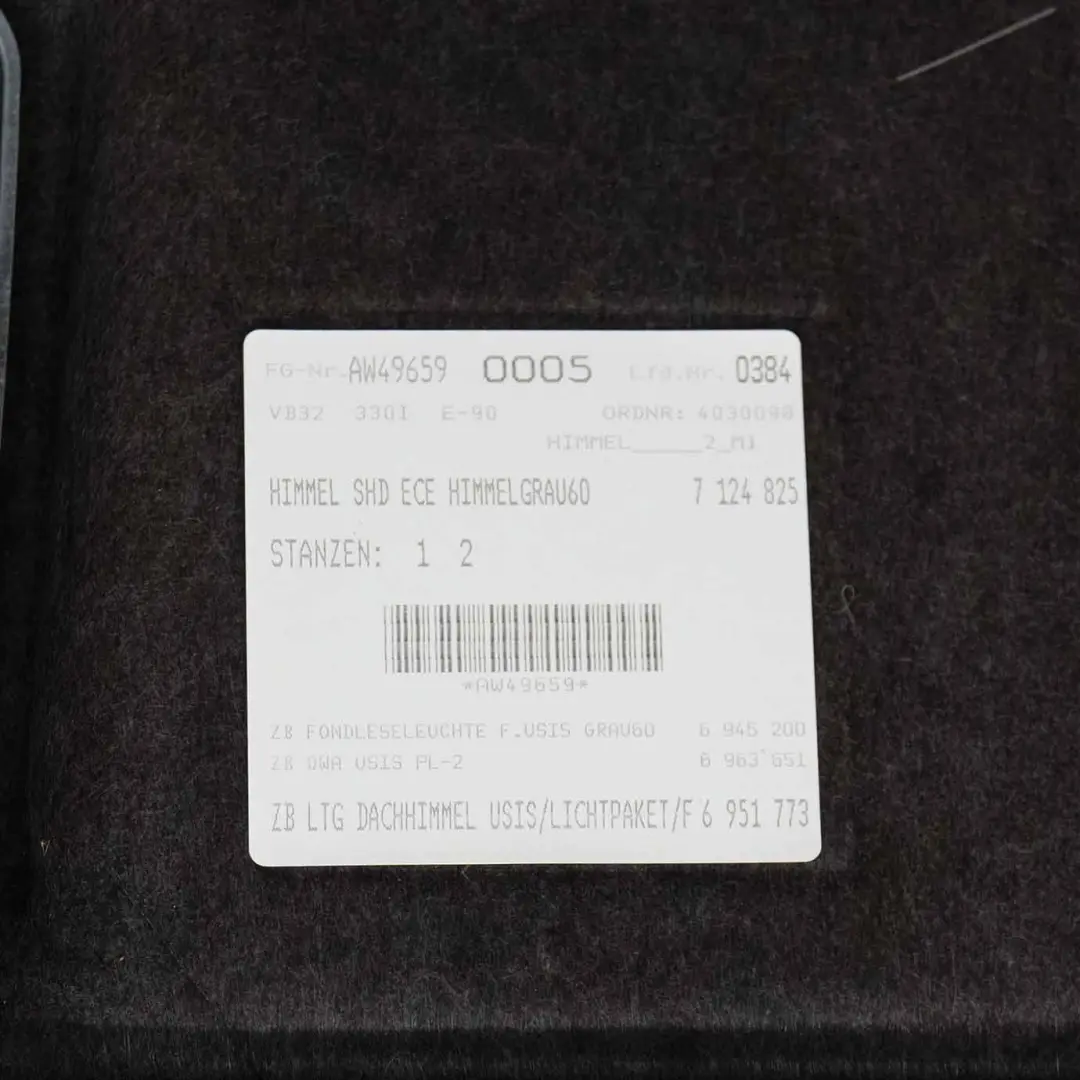 FG-Nr. AW49659 0005 Lfd.Nr. 0384
VB32 330I E-90 ORDNR: 4030090
HIMMEL_____2_M1
HIMMEL SHD ECE HIMMELGRAU60 7 124 825
STANZEN: 1 2
*AW49659*
ZB FONDLESELEUCHTE F.USIS GRAU60 6 945 200
ZB DWA USIS PL-2 6 963 651
ZB LTG DACHHIMMEL USIS/LICHTPAKET/F 6 951 773